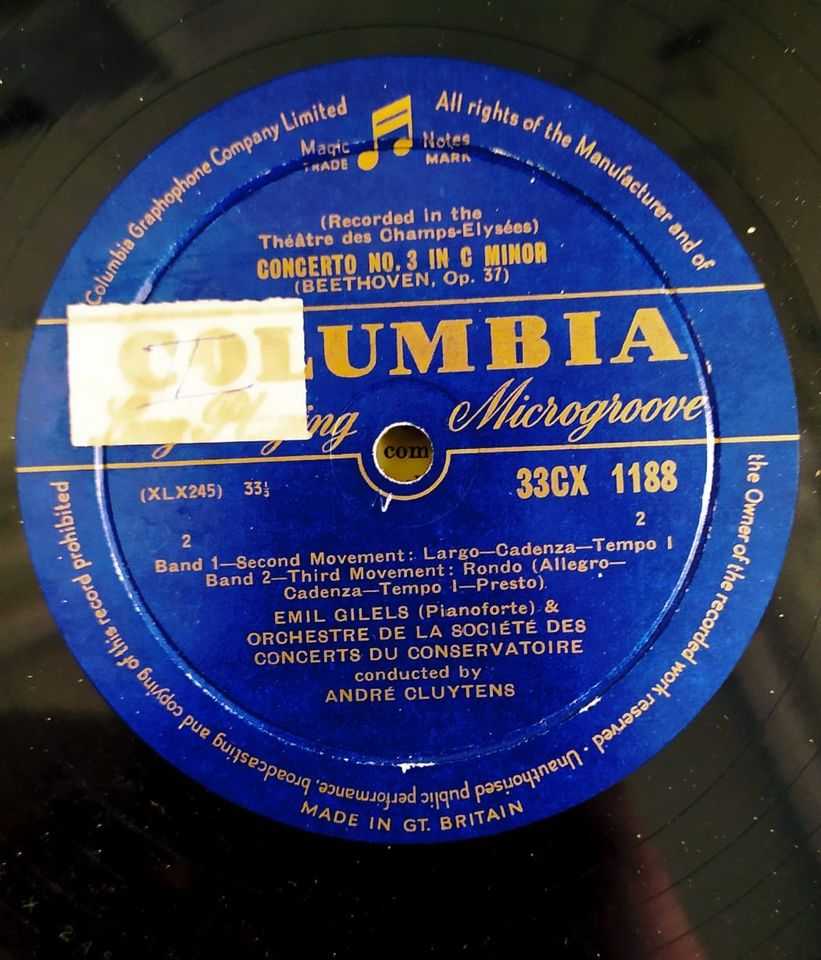 Columbia Graphophone Company Limited
Magic Notes
TRADE MARK
All rights of the Manufacturer and of
the Owner of the recorded work reserved · Unauthorised public performance, broadcasting and copying of this record prohibited
(Recorded in the
Théâtre des Champs-Elysées)
CONCERTO NO. 3 IN C MINOR
(BEETHOVEN, Op. 37)
COLUMBIA
I
Microgroove
com
(XLX245) 33⅓
33CX 1188
2 2
Band 1—Second Movement: Largo—Cadenza—Tempo I
Band 2—Third Movement: Rondo (Allegro—
Cadenza—Tempo I—Presto)
EMIL GILELS (Pianoforte) &
ORCHESTRE DE LA SOCIÉTÉ DES
CONCERTS DU CONSERVATOIRE
conducted by
ANDRÉ CLUYTENS
MADE IN GT. BRITAIN